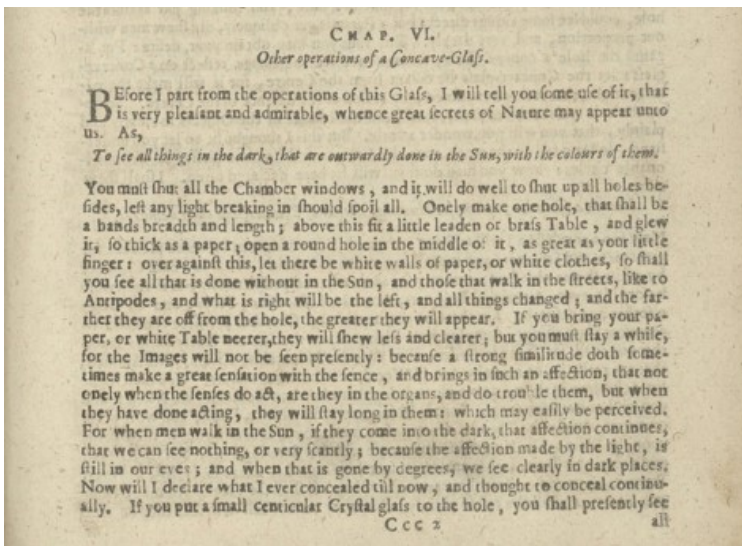 CHAP. VI.
Other operations of a Concave-Glaſs.
BEfore I part from the operations of this Glaſs, I will tell you ſome uſe of it, that
is very pleaſant and admirable, whence great ſecrets of Nature may appear unto
us. As,
To ſee all things in the dark, that are outwardly done in the Sun, with the colours of them.
You muſt ſhut all the Chamber windows, and it will do well to ſhut up all holes be-
ſides, leſt any light breaking in ſhould ſpoil all. Onely make one hole, that ſhall be
a hands breadth and length; above this fit a little leaden or braſs Table, and glew
it, ſo thick as a paper; open a round hole in the middle of it, as great as your little
finger: over againſt this, let there be white walls of paper, or white clothes, ſo ſhall
you ſee all that is done without in the Sun, and thoſe that walk in the ſtreets, like to
Antipodes, and what is right will be the left, and all things changed; and the far-
ther they are off from the hole, the greater they will appear. If you bring your pa-
per, or white Table neerer, they will ſhew leſs and clearer; but you muſt ſtay a while,
for the Images will not be ſeen preſently: becauſe a ſtrong ſimilitude doth ſome-
times make a great ſenſation with the ſence, and brings in ſuch an affection, that not
onely when the ſenſes do act, are they in the organs, and do trouble them, but when
they have done acting, they will ſtay long in them: which may eaſily be perceived.
For when men walk in the Sun, if they come into the dark, that affection continues,
that we can ſee nothing, or very ſcantly; becauſe the affection made by the light, is
ſtill in our eyes; and when that is gone by degrees, we ſee clearly in dark places.
Now will I declare what I ever concealed till now, and thought to conceal continu-
ally. If you put a ſmall centicular Cryſtal glaſs to the hole, you ſhall preſently ſee
Ccc 2 all